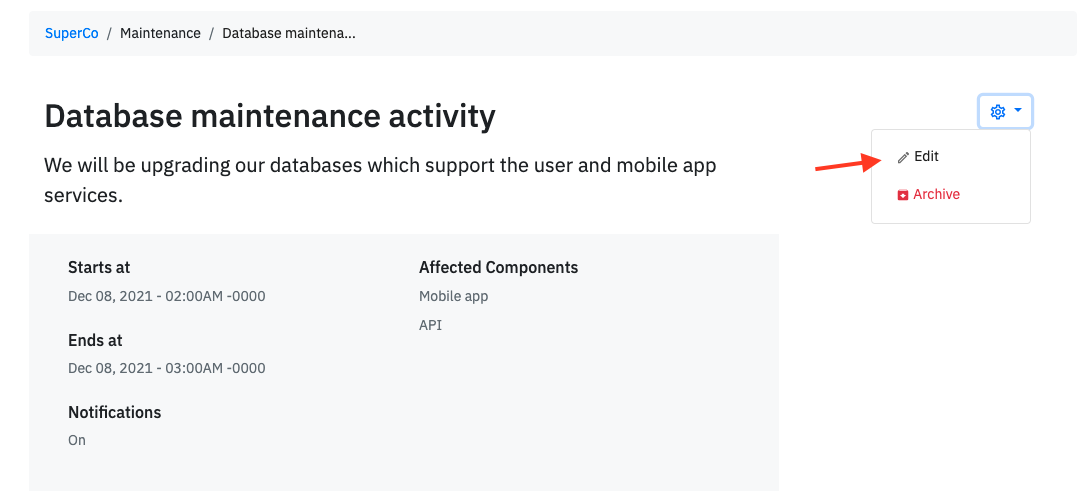 SuperCo / Maintenance / Database maintena...
Database maintenance activity
We will be upgrading our databases which support the user and mobile app
services.
Edit
Archive
Starts at
Dec 08, 2021 - 02:00AM -0000
Ends at
Dec 08, 2021 - 03:00AM -0000
Notifications
On
Affected Components
Mobile app
API